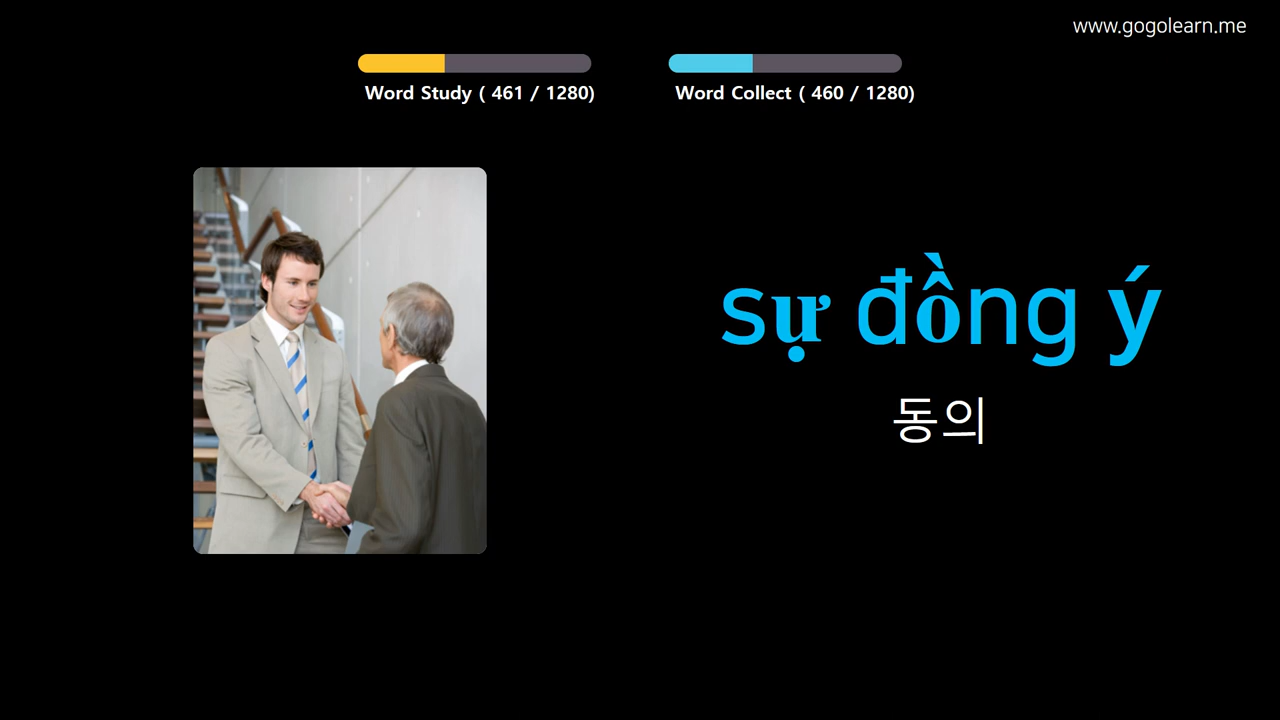 www.gogolearn.me
Word Study ( 461 / 1280)
Word Collect ( 460 / 1280)
sự đồng ý
동의